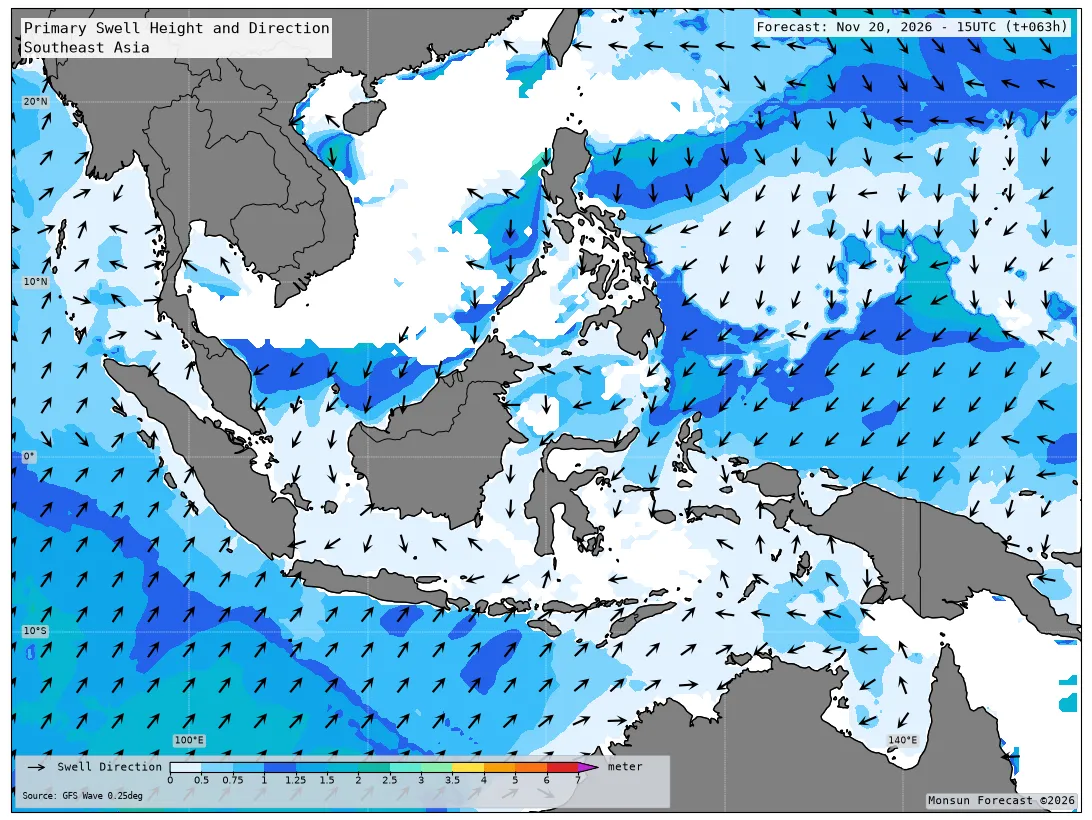 Primary Swell Height and Direction
Southeast Asia
Forecast: Nov 20, 2026 - 15UTC (t+063h)
20°N
10°N
0°
10°S
100°E
140°E
Swell Direction
0 0.5 0.75 1 1.25 1.5 2 2.5 3 3.5 4 5 6 7
meter
Source: GFS Wave 0.25deg
Monsun Forecast ©2026